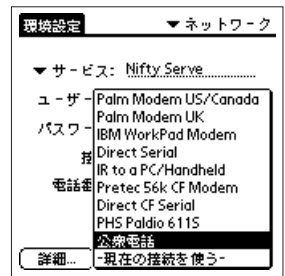 環境設定
▼ネットワーク
▼サービス: Nifty Serve
ユーザー
パスワー
接
電話番
Palm Modem US/Canada
Palm Modem UK
IBM WorkPad Modem
Direct Serial
IR to a PC/Handheld
Pretec 56k CF Modem
Direct CF Serial
PHS Paldio 611S
公衆電話
-現在の接続を使う-
詳細...